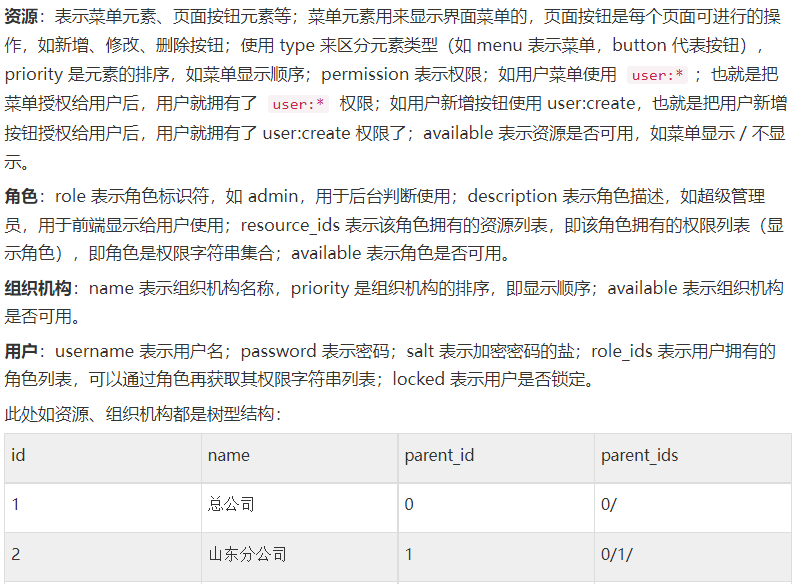 资源：表示菜单元素、页面按钮元素等；菜单元素用来显示界面菜单的，页面按钮是每个页面可进行的操
作，如新增、修改、删除按钮；使用 type 来区分元素类型（如 menu 表示菜单，button 代表按钮），
priority 是元素的排序，如菜单显示顺序；permission 表示权限；如用户菜单使用 user:* ；也就是把
菜单授权给用户后，用户就拥有了 user:* 权限；如用户新增按钮使用 user:create，也就是把用户新增
按钮授权给用户后，用户就拥有了 user:create 权限了；available 表示资源是否可用，如菜单显示 / 不显
示。
角色：role 表示角色标识符，如 admin，用于后台判断使用；description 表示角色描述，如超级管理
员，用于前端显示给用户使用；resource_ids 表示该角色拥有的资源列表，即该角色拥有的权限列表（显
示角色），即角色是权限字符串集合；available 表示角色是否可用。
组织机构：name 表示组织机构名称，priority 是组织机构的排序，即显示顺序；available 表示组织机构
是否可用。
用户：username 表示用户名；password 表示密码；salt 表示加密密码的盐；role_ids 表示用户拥有的
角色列表，可以通过角色再获取其权限字符串列表；locked 表示用户是否锁定。
此处如资源、组织机构都是树型结构：
id name parent_id parent_ids
1 总公司 0 0/
2 山东分公司 1 0/1/